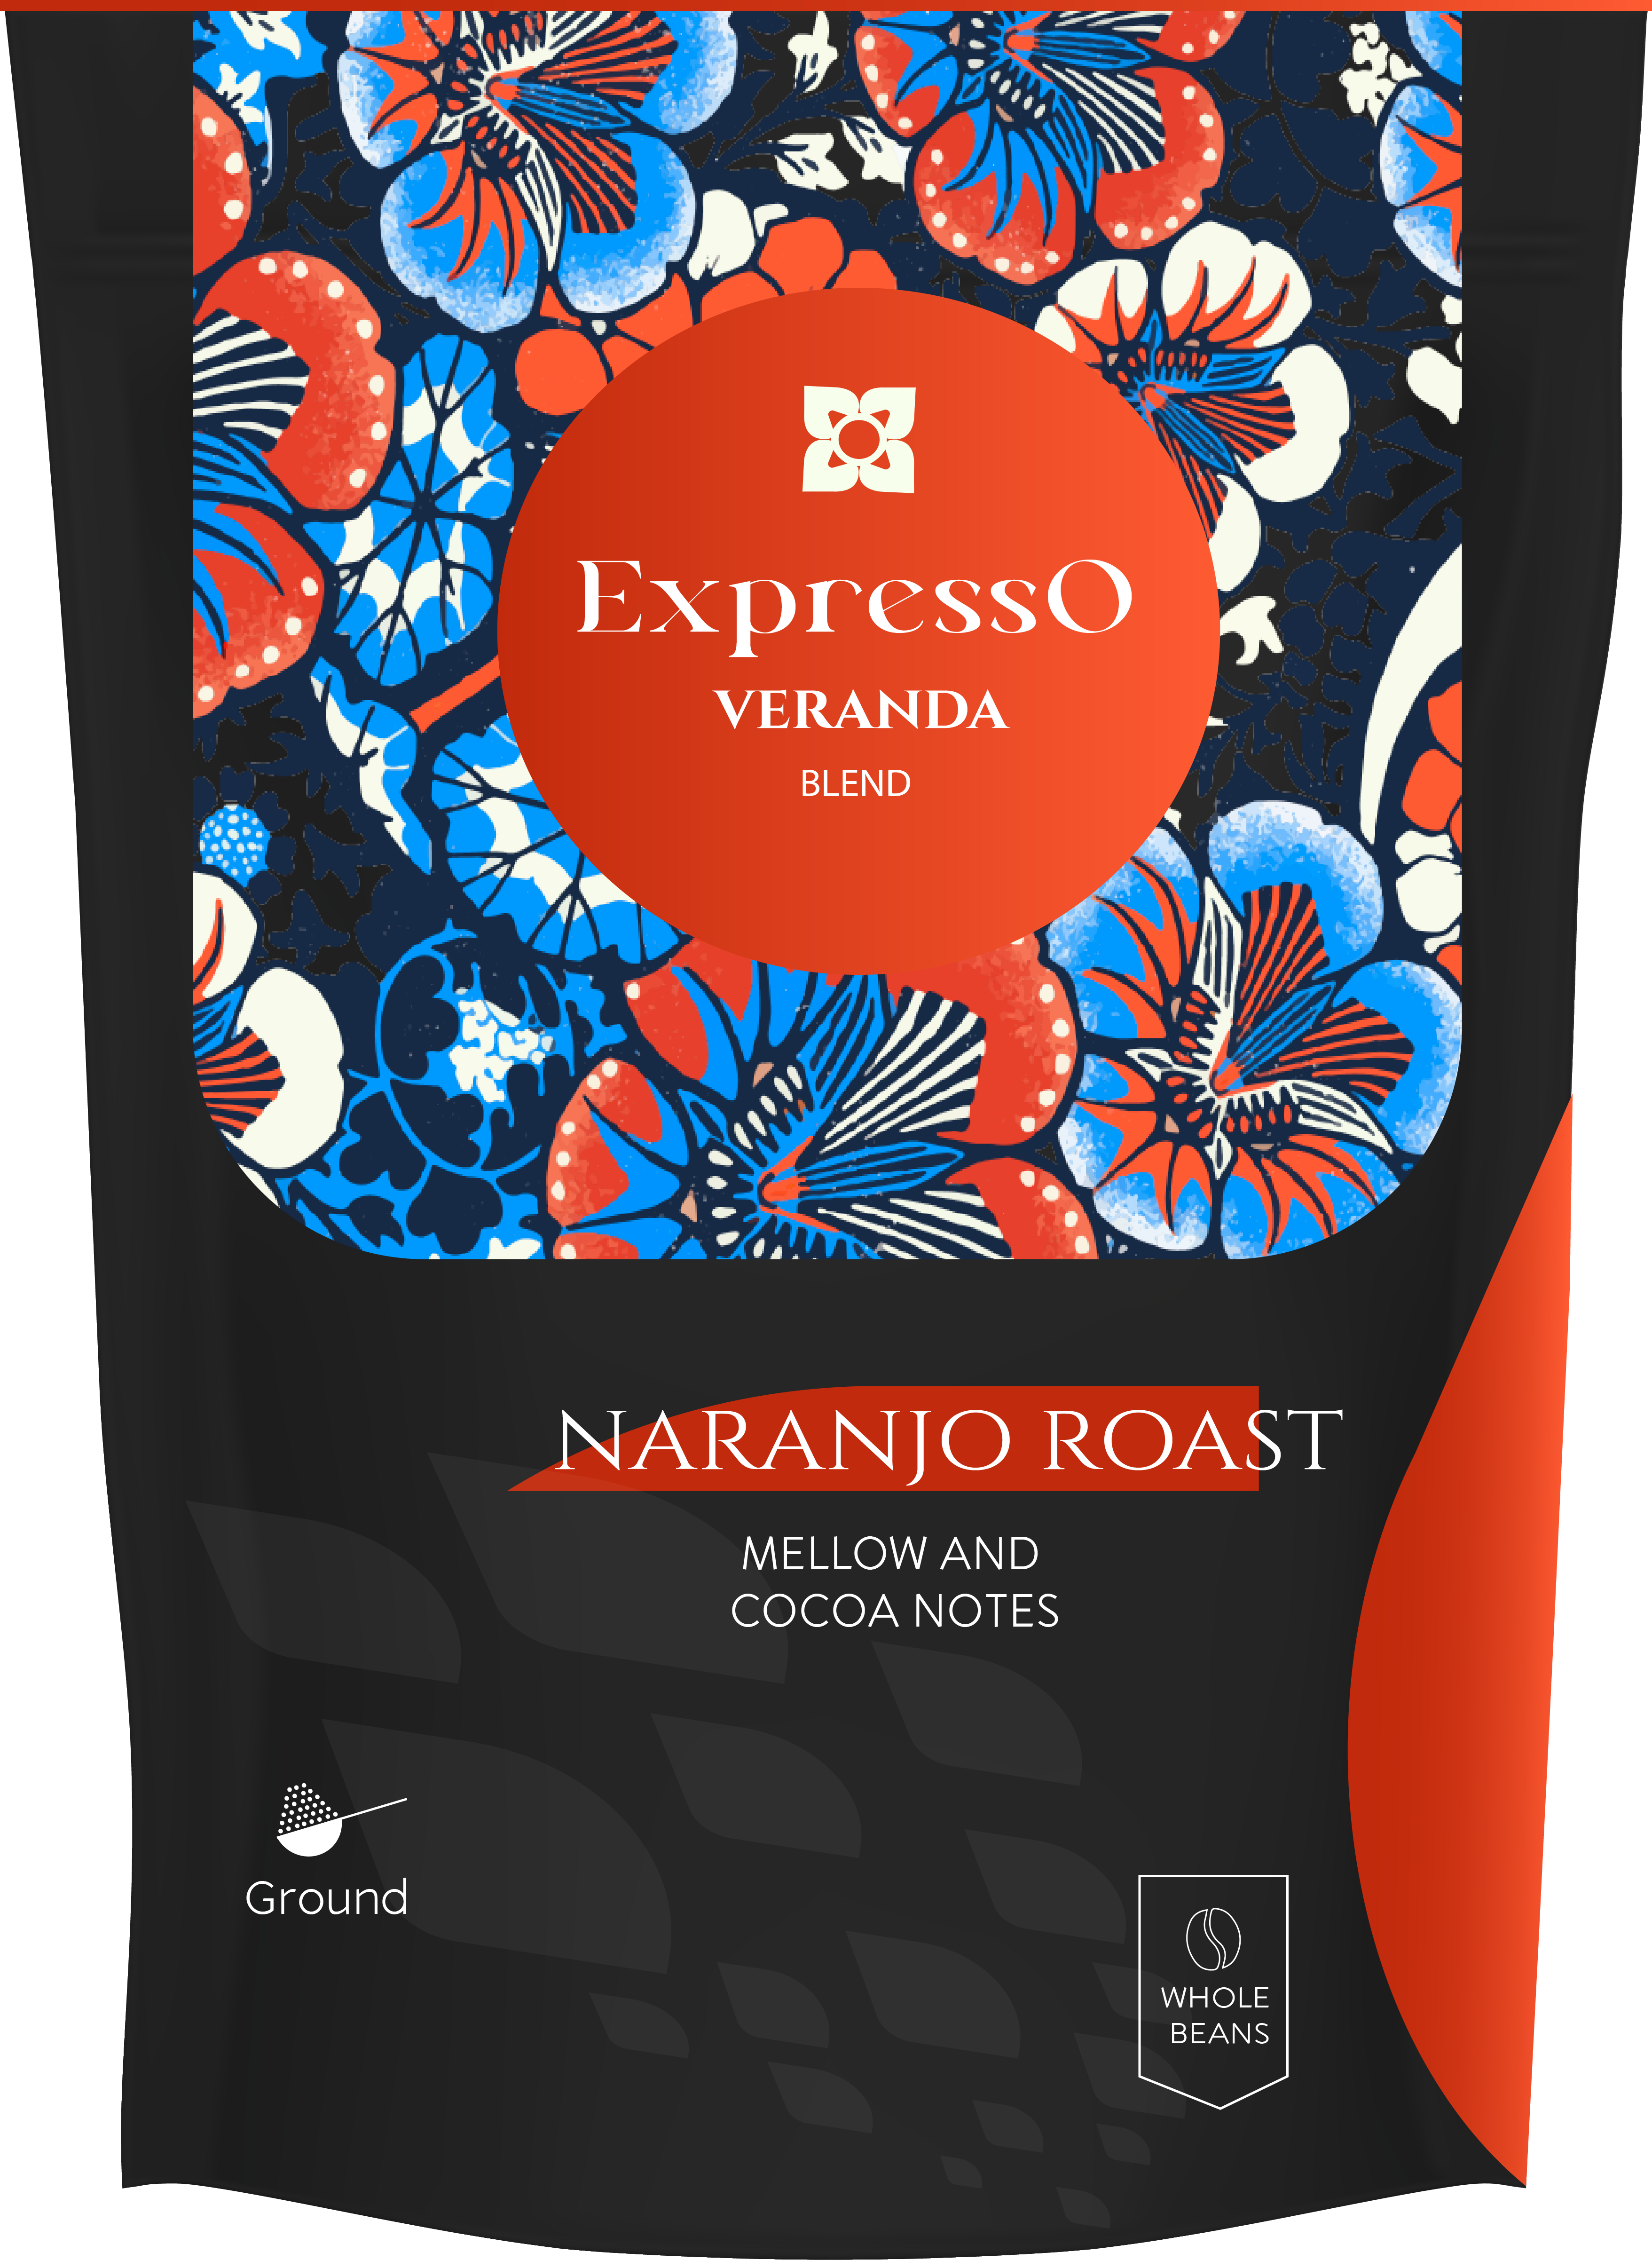 ExpressO
VERANDA
BLEND
NARANJO ROAST
MELLOW AND
COCOA NOTES
Ground
WHOLE
BEANS